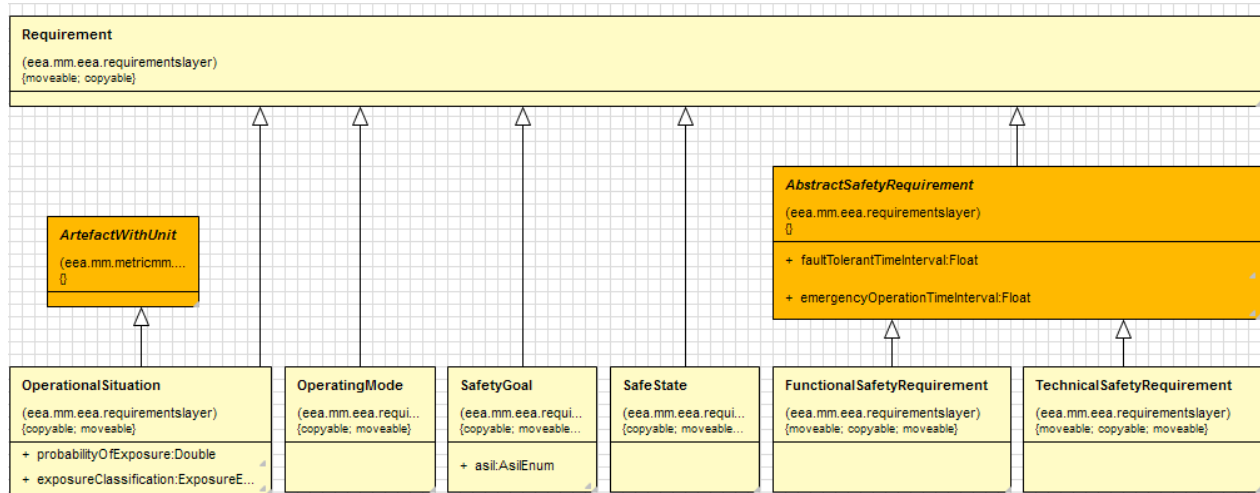 Requirement
(eea.mm.eea.requirementslayer)
{moveable; copyable}
AbstractSafetyRequirement
(eea.mm.eea.requirementslayer)
{}
+ faultTolerantTimeInterval:Float
+ emergencyOperationTimeInterval:Float
ArtefactWithUnit
(eea.mm.metricmm....
{}
OperationalSituation
(eea.mm.eea.requirementslayer)
{copyable; moveable}
+ probabilityOfExposure:Double
+ exposureClassification:ExposureE...
OperatingMode
(eea.mm.eea.requi...
{copyable; moveable}
SafetyGoal
(eea.mm.eea.requi...
{copyable; moveable...
+ asil:AsilEnum
SafeState
(eea.mm.eea.requi...
{copyable; moveable...
FunctionalSafetyRequirement
(eea.mm.eea.requirementslayer)
{moveable; copyable; moveable}
TechnicalSafetyRequirement
(eea.mm.eea.requirementslayer)
{moveable; copyable; moveable}